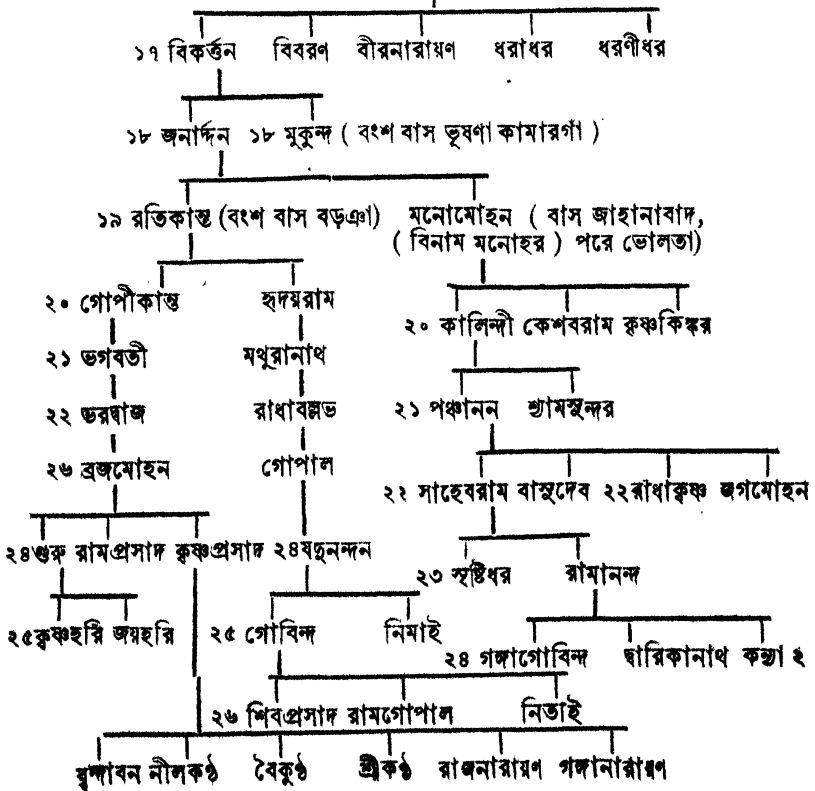 ১৭ বিকর্ত্তন বিবরণ বীরনারায়ণ ধরাধর ধরণীধর
১৮ জনার্দ্দন ১৮ মুকুন্দ ( বংশ বাস ভূষণা কামারগাঁ )
১৯ রতিকান্ত (বংশ বাস বড়ঞা) মনোমোহন ( বাস জাহানাবাদ,
( বিনাম মনোহর ) পরে ভোলতা)
২০ গোপীকান্ত হৃদয়রাম
২০ কালিন্দী কেশবরাম কৃষ্ণকিঙ্কর
২১ ভগবতী মথুরানাথ
২২ ভরদ্বাজ রাধাবল্লভ ২১ পঞ্চানন শ্যামসুন্দর
২৬ ব্রজমোহন গোপাল
২২ সাহেবরাম বাসুদেব ২২রাধাকৃষ্ণ জগমোহন
২৪গুরু রামপ্রসাদ কৃষ্ণপ্রসাদ ২৪যদুনন্দন
২৩ সৃষ্টিধর রামানন্দ
২৫কৃষ্ণহরি জয়হরি ২৫ গোবিন্দ নিমাই
২৪ গঙ্গাগোবিন্দ দ্বারিকানাথ কন্যা ২
২৬ শিবপ্রসাদ রামগোপাল নিতাই
বৃন্দাবন নীলকণ্ঠ বৈকুণ্ঠ শ্রীকণ্ঠ রাজনারায়ণ গঙ্গানারায়ণ